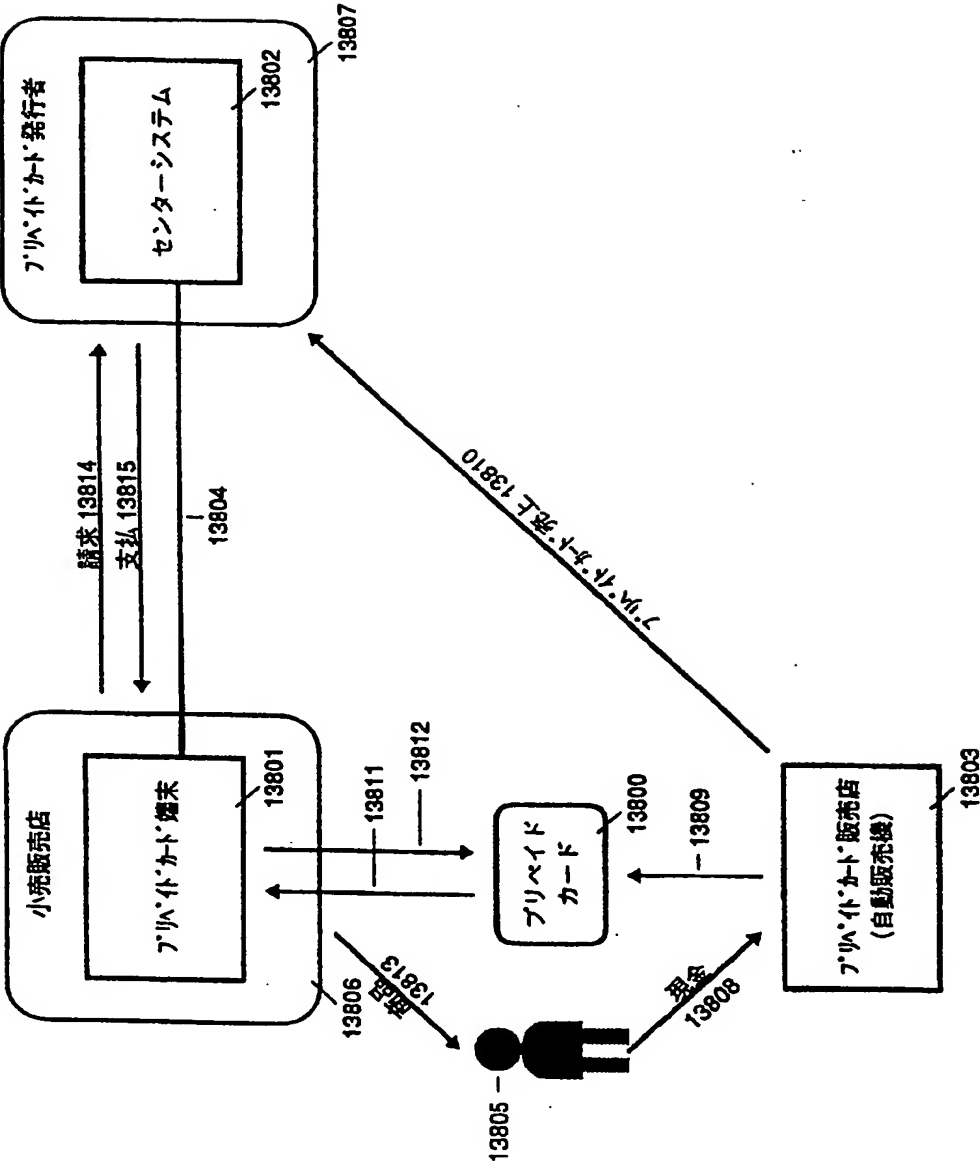 小売販売店
ﾌﾟﾘﾍﾟｲﾄﾞｶｰﾄﾞ端末
13801
13806
請求 13814
支払 13815
13804
ﾌﾟﾘﾍﾟｲﾄﾞｶｰﾄﾞ発行者
センターシステム
13802
13807
13811
13812
商品
13813
プリペイド
カード
13800
13805
現金
13808
13809
ﾌﾟﾘﾍﾟｲﾄﾞｶｰﾄﾞ売上 13810
ﾌﾟﾘﾍﾟｲﾄﾞｶｰﾄﾞ販売店
(自動販売機)
13803